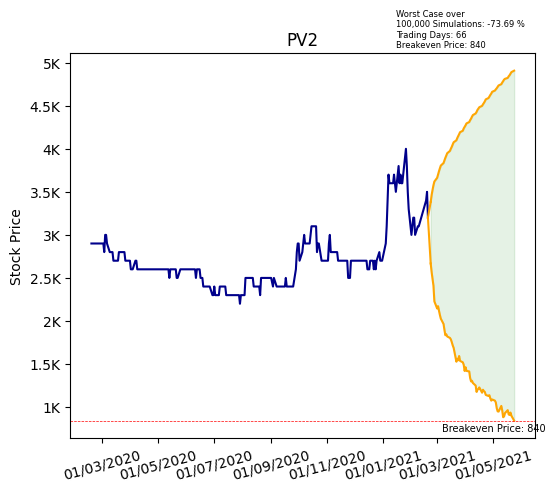 Worst Case over
100,000 Simulations: -73.69 %
Trading Days: 66
Breakeven Price: 840
PV2
5K
4.5K
4K
3.5K
3K
2.5K
2K
1.5K
1K
Stock Price
Breakeven Price: 840
01/03/2020
01/05/2020
01/07/2020
01/09/2020
01/11/2020
01/01/2021
01/03/2021
01/05/2021